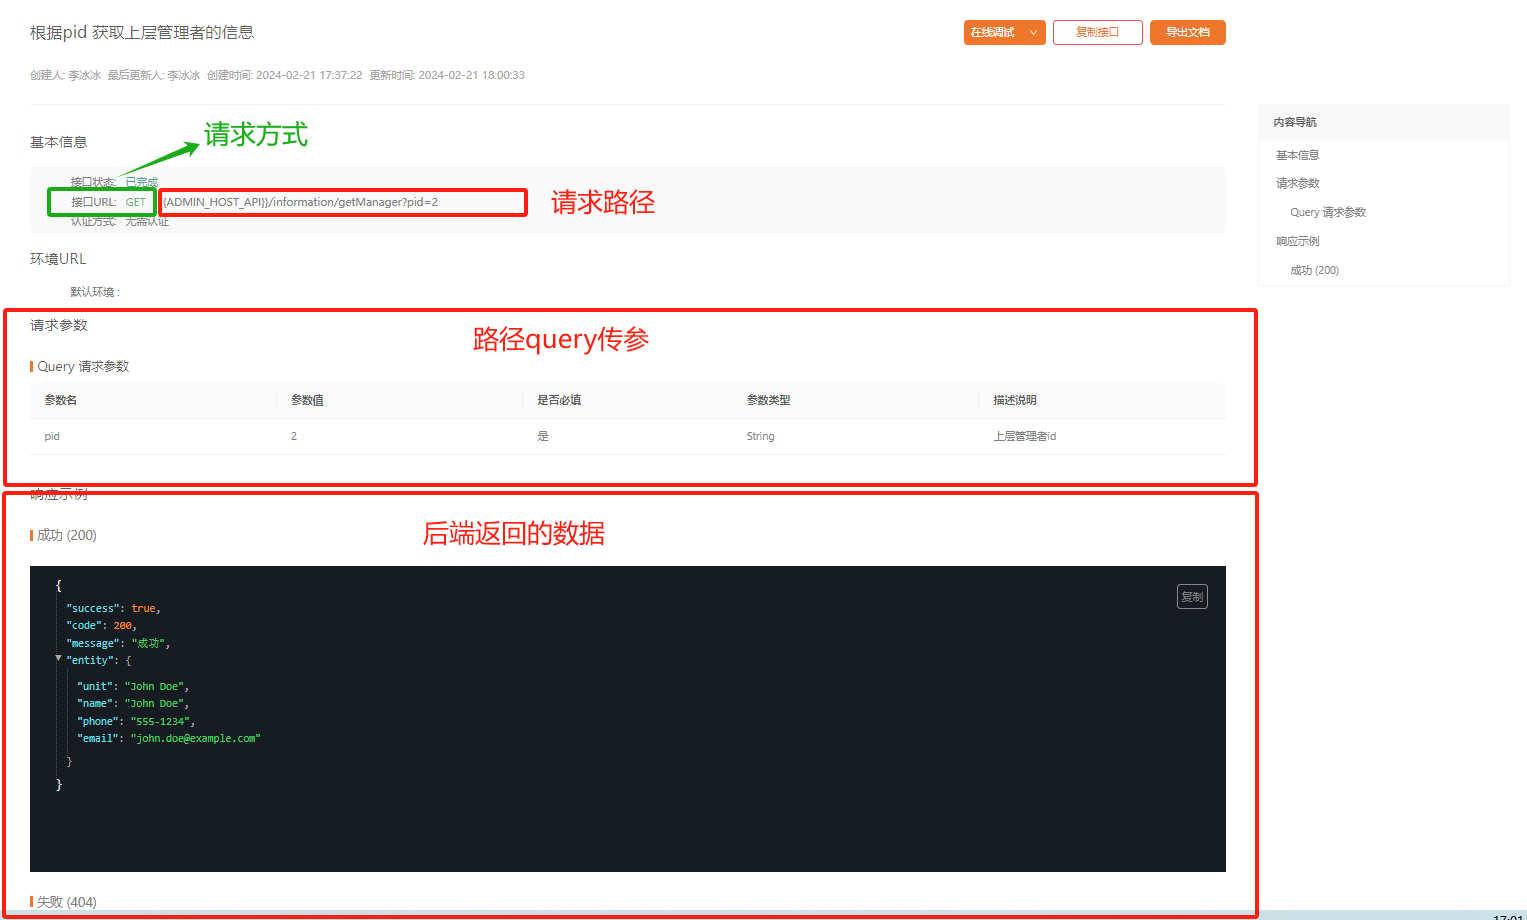 根据pid 获取上层管理者的信息
在线调试
复制接口
导出文档
创建人: 李冰冰 最后更新人: 李冰冰 创建时间: 2024-02-21 17:37:22 更新时间: 2024-02-21 18:00:33
内容导航
基本信息
请求参数
Query 请求参数
响应示例
成功 (200)
基本信息
请求方式
接口状态: 已完成
接口URL: GET {{ADMIN_HOST_API}}/information/getManager?pid=2
请求路径
认证方式: 无需认证
环境URL
默认环境 :
请求参数
路径query传参
Query 请求参数
参数名 参数值 是否必填 参数类型 描述说明
pid 2 是 String 上层管理者id
响应示例
成功 (200)
后端返回的数据
复制
{
"success": true,
"code": 200,
"message": "成功",
"entity": {
"unit": "John Doe",
"name": "John Doe",
"phone": "555-1234",
"email": "john.doe@example.com"
}
}
失败 (404)
17:01